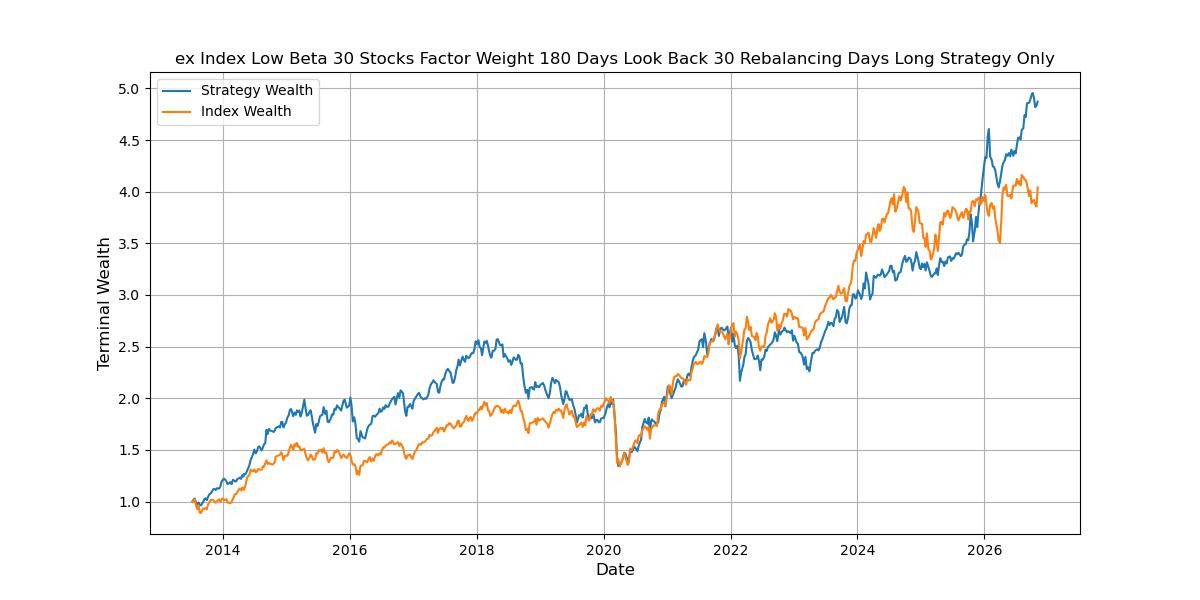 ex Index Low Beta 30 Stocks Factor Weight 180 Days Look Back 30 Rebalancing Days Long Strategy Only
Strategy Wealth
Index Wealth
Terminal Wealth
5.0
4.5
4.0
3.5
3.0
2.5
2.0
1.5
1.0
2014 2016 2018 2020 2022 2024 2026
Date